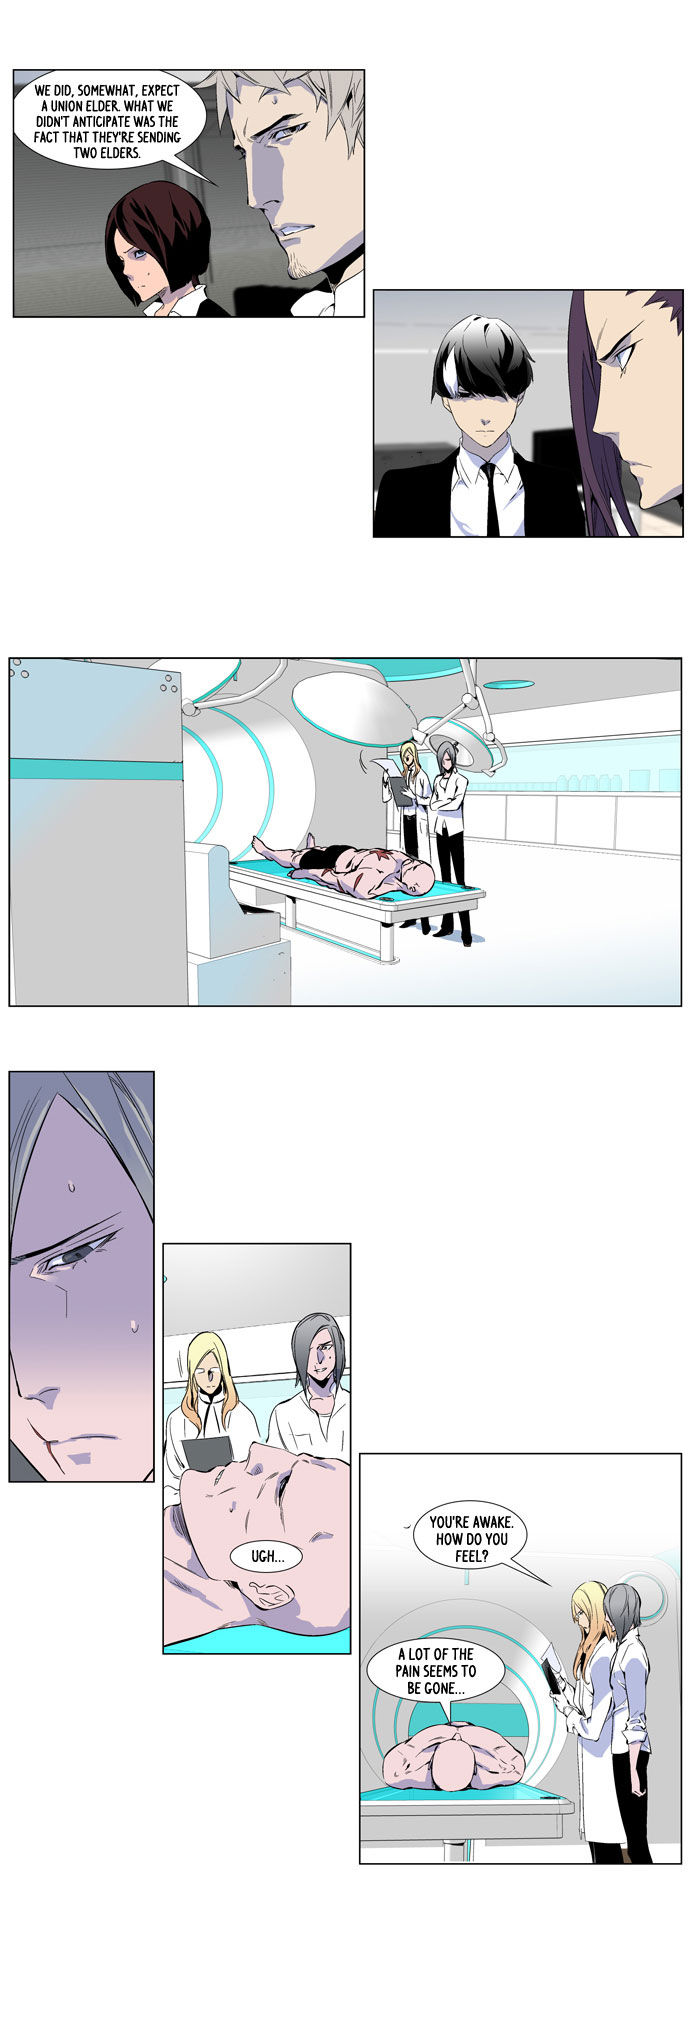 WE DID, SOMEWHAT, EXPECT
A UNION ELDER. WHAT WE
DIDN'T ANTICIPATE WAS THE
FACT THAT THEY'RE SENDING
TWO ELDERS.
UGH...
YOU'RE AWAKE.
HOW DO YOU
FEEL?
A LOT OF THE
PAIN SEEMS TO
BE GONE...